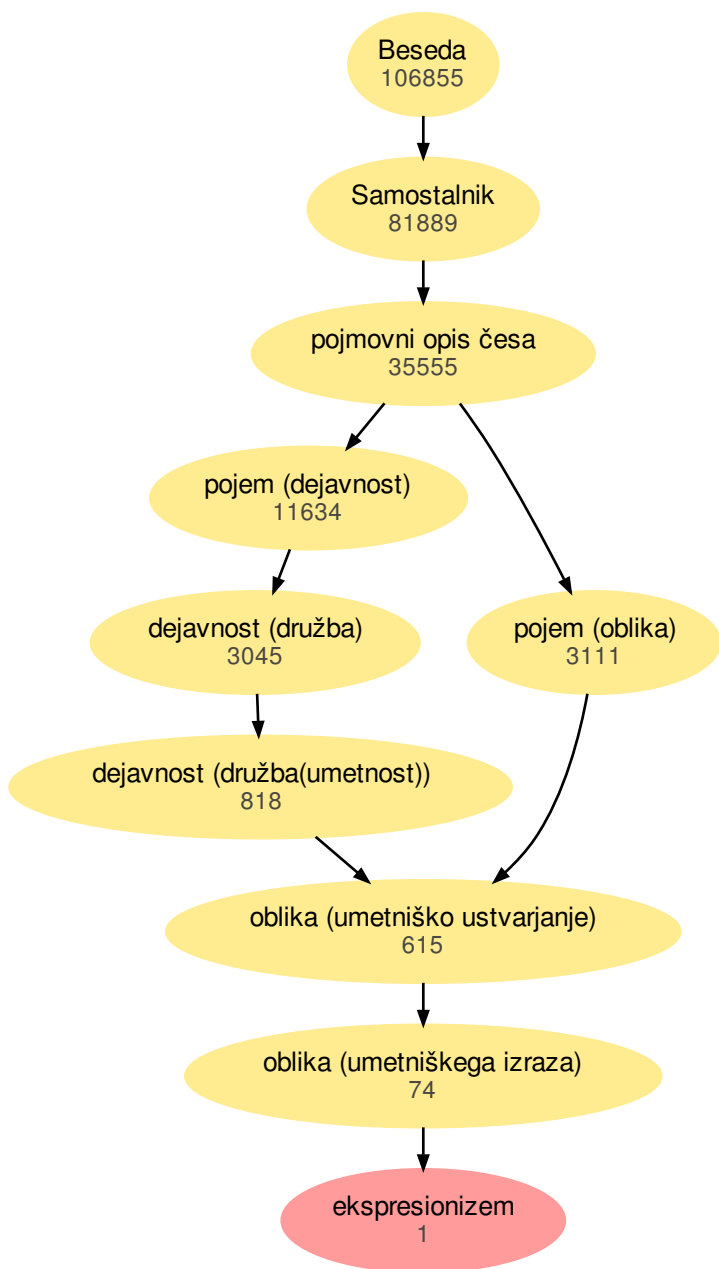 Beseda
106855
Samostalnik
81889
pojmovni opis česa
35555
pojem (dejavnost)
11634
dejavnost (družba)
3045
pojem (oblika)
3111
dejavnost (družba(umetnost))
818
oblika (umetniško ustvarjanje)
615
oblika (umetniškega izraza)
74
ekspresionizem
1